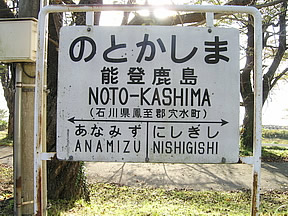 のとかしま
能登鹿島
NOTO-KASHIMA
(石川県鳳至郡穴水町)
あなみず にしぎし
ANAMIZU NISHIGISHI